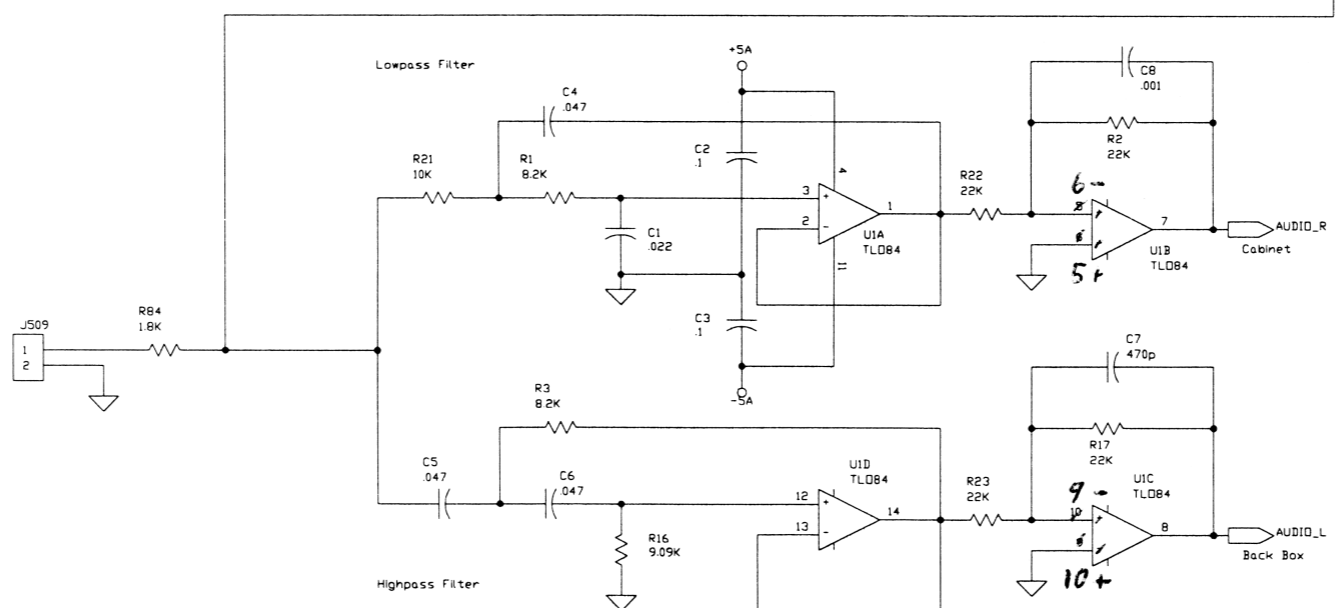 Lowpass Filter
+5A
C4
.047
C8
.001
R2
22K
C2
.1
R21
10K
R1
8.2K
4
3
+
2
-
1
U1A
TL084
11
C1
.022
R22
22K
6 -
7
U1B
TL084
5 +
AUDIO_R
Cabinet
C3
.1
-5A
J509
1
2
R84
1.8K
R3
8.2K
C7
470p
R17
22K
C5
.047
C6
.047
U1D
TL084
12
+
13
-
14
R23
22K
U1C
TL084
9 -
10
8
10 +
AUDIO_L
Back Box
R16
9.09K
Highpass Filter